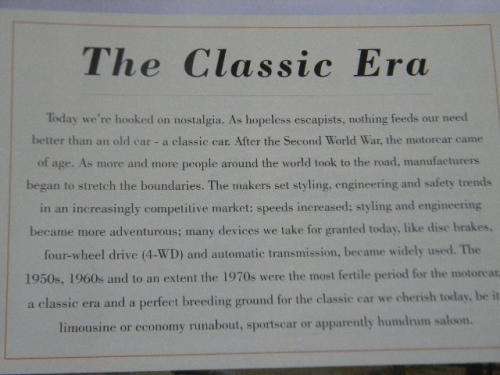 The Classic Era
Today we're hooked on nostalgia. As hopeless escapists, nothing feeds our need
better than an old car - a classic car. After the Second World War, the motorcar came
of age. As more and more people around the world took to the road, manufacturers
began to stretch the boundaries. The makers set styling, engineering and safety trends
in an increasingly competitive market; speeds increased; styling and engineering
became more adventurous; many devices we take for granted today, like disc brakes,
four-wheel drive (4-WD) and automatic transmission, became widely used. The
1950s, 1960s and to an extent the 1970s were the most fertile period for the motorcar,
a classic era and a perfect breeding ground for the classic car we cherish today, be it
limousine or economy runabout, sportscar or apparently humdrum saloon.